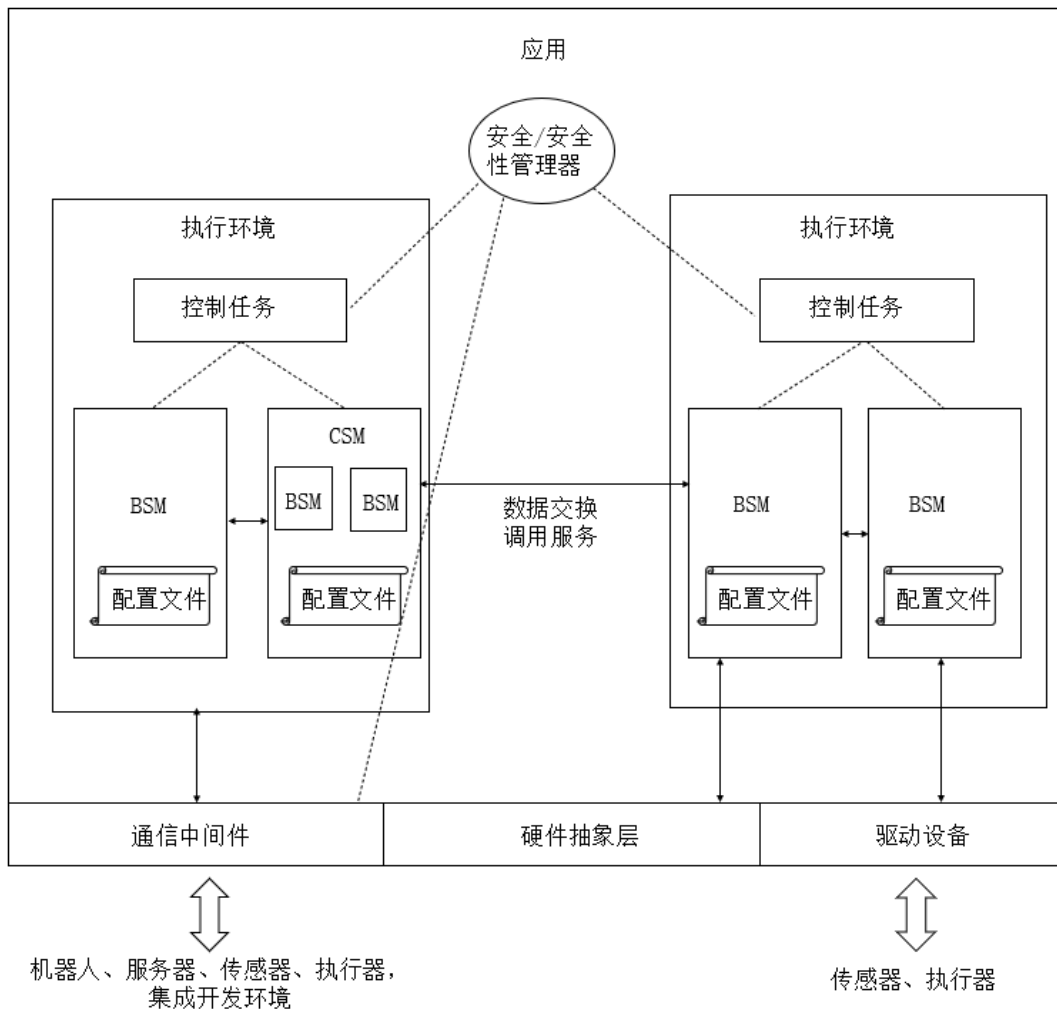 应用
安全/安全
性管理器
执行环境
执行环境
控制任务
控制任务
CSM
BSM
BSM
BSM
BSM
BSM
数据交换
调用服务
配置文件
配置文件
配置文件
配置文件
通信中间件
硬件抽象层
驱动设备
机器人、服务器、传感器、执行器，
集成开发环境
传感器、执行器